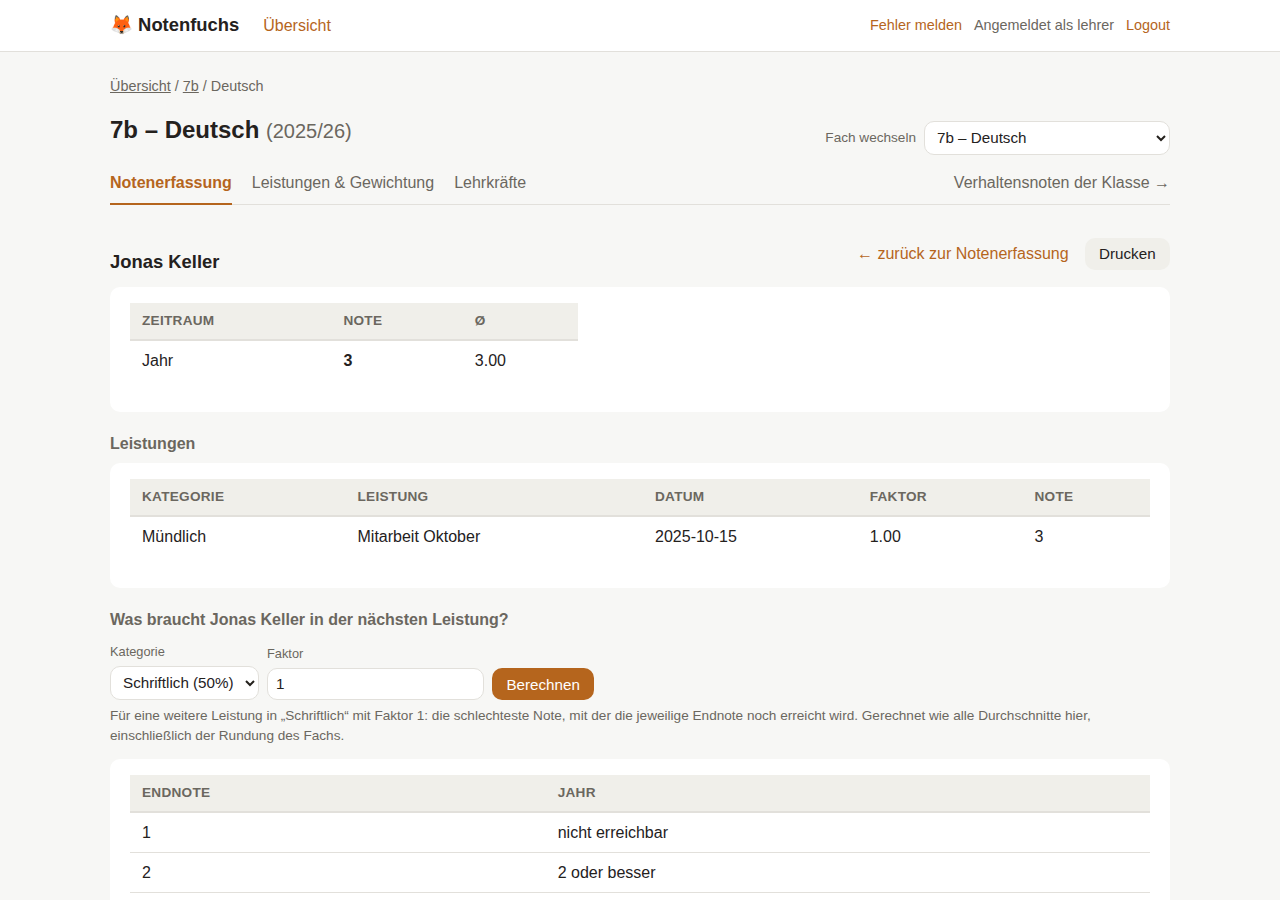 🦊 Notenfuchs Übersicht Fehler melden Angemeldet als lehrer Logout
Übersicht / 7b / Deutsch
7b – Deutsch (2025/26)
Fach wechseln 7b – Deutsch
Notenerfassung Leistungen & Gewichtung Lehrkräfte Verhaltensnoten der Klasse →
Jonas Keller
← zurück zur Notenerfassung Drucken
ZEITRAUM NOTE Ø
Jahr 3 3.00
Leistungen
KATEGORIE LEISTUNG DATUM FAKTOR NOTE
Mündlich Mitarbeit Oktober 2025-10-15 1.00 3
Was braucht Jonas Keller in der nächsten Leistung?
Kategorie Faktor
Schriftlich (50%) 1 Berechnen
Für eine weitere Leistung in „Schriftlich“ mit Faktor 1: die schlechteste Note, mit der die jeweilige Endnote noch erreicht wird. Gerechnet wie alle Durchschnitte hier,
einschließlich der Rundung des Fachs.
ENDNOTE JAHR
1 nicht erreichbar
2 2 oder besser